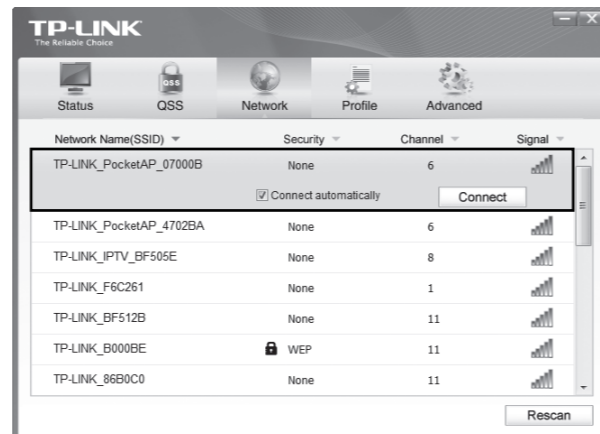 TP-LINK
The Reliable Choice
Status QSS Network Profile Advanced
Network Name(SSID) Security Channel Signal
TP-LINK_PocketAP_07000B None 6
Connect automatically Connect
TP-LINK_PocketAP_4702BA None 6
TP-LINK_IPTV_BF505E None 8
TP-LINK_F6C261 None 1
TP-LINK_BF512B None 11
TP-LINK_B000BE WEP 11
TP-LINK_86B0C0 None 11
Rescan